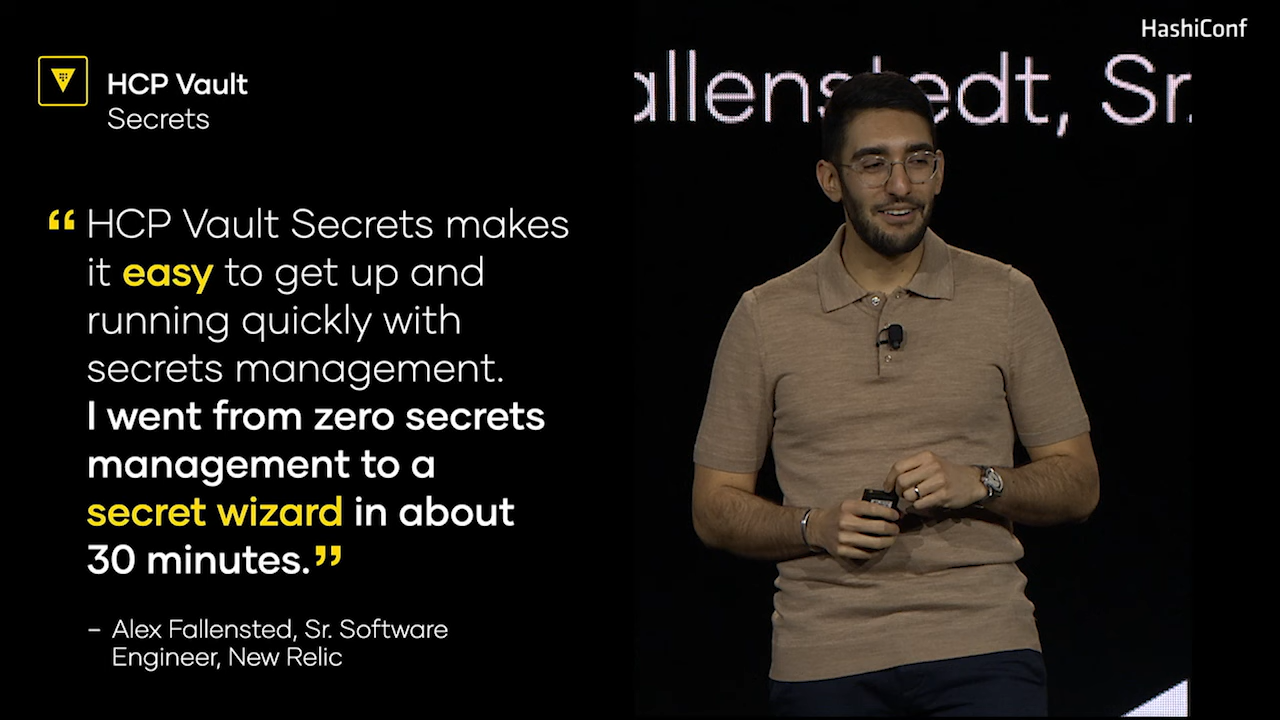 HashiConf
HCP Vault
Secrets
“HCP Vault Secrets makes
it easy to get up and
running quickly with
secrets management.
I went from zero secrets
management to a
secret wizard in about
30 minutes.”
– Alex Fallensted, Sr. Software
Engineer, New Relic
allenstedt, Sr.